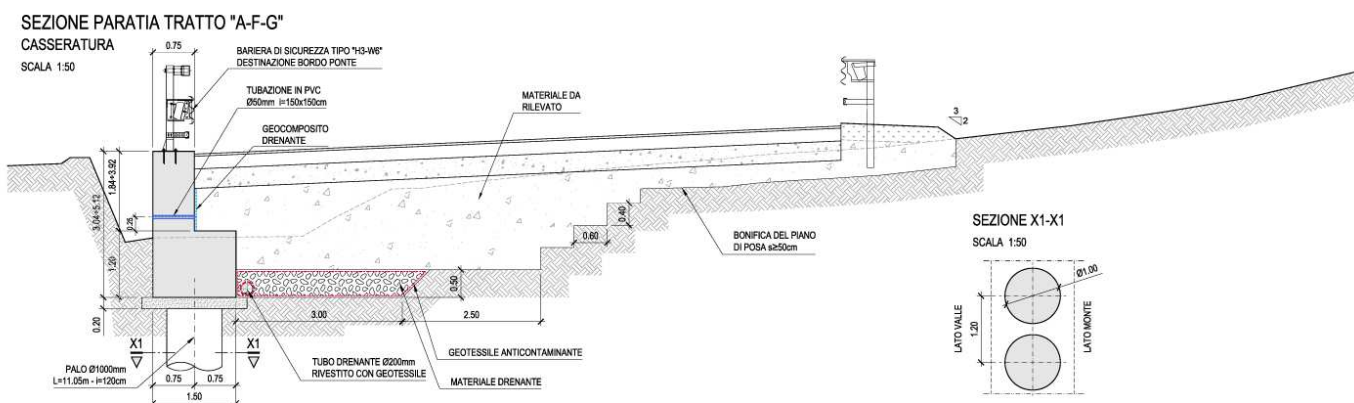 SEZIONE PARATIA TRATTO "A-F-G"
CASSERATURA
SCALA 1:50
0.75
BARIERA DI SICUREZZA TIPO "H3-W6"
DESTINAZIONE BORDO PONTE
TUBAZIONE IN PVC
Ø50mm i=150x150cm
GEOCOMPOSITO
DRENANTE
MATERIALE DA
RILEVATO
3
2
1.84÷3.92
3.04÷5.12
0.25
1.20
0.20
0.40
0.60
0.50
3.00
2.50
BONIFICA DEL PIANO
DI POSA s≥50cm
X1
X1
PALO Ø1000mm
L=11.05m - i=120cm
0.75
0.75
1.50
TUBO DRENANTE Ø200mm
RIVESTITO CON GEOTESSILE
GEOTESSILE ANTICONTAMINANTE
MATERIALE DRENANTE
SEZIONE X1-X1
SCALA 1:50
Ø1.00
LATO VALLE
1.20
LATO MONTE